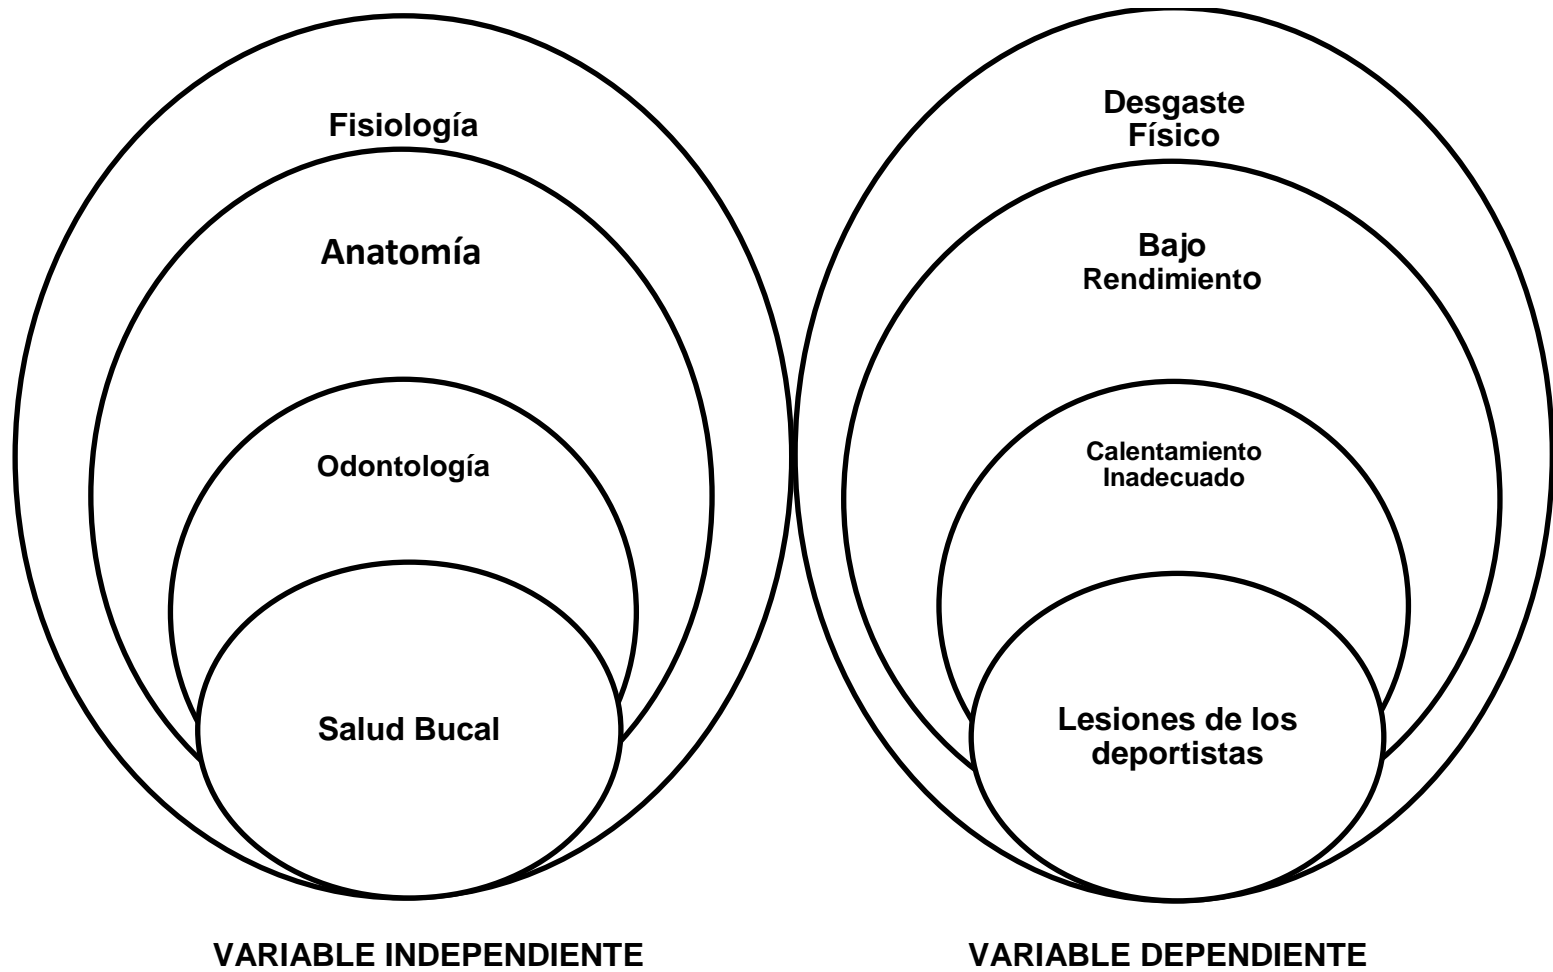 Fisiología
Anatomía
Odontología
Salud Bucal
VARIABLE INDEPENDIENTE
Desgaste
Físico
Bajo
Rendimiento
Calentamiento
Inadecuado
Lesiones de los
deportistas
VARIABLE DEPENDIENTE